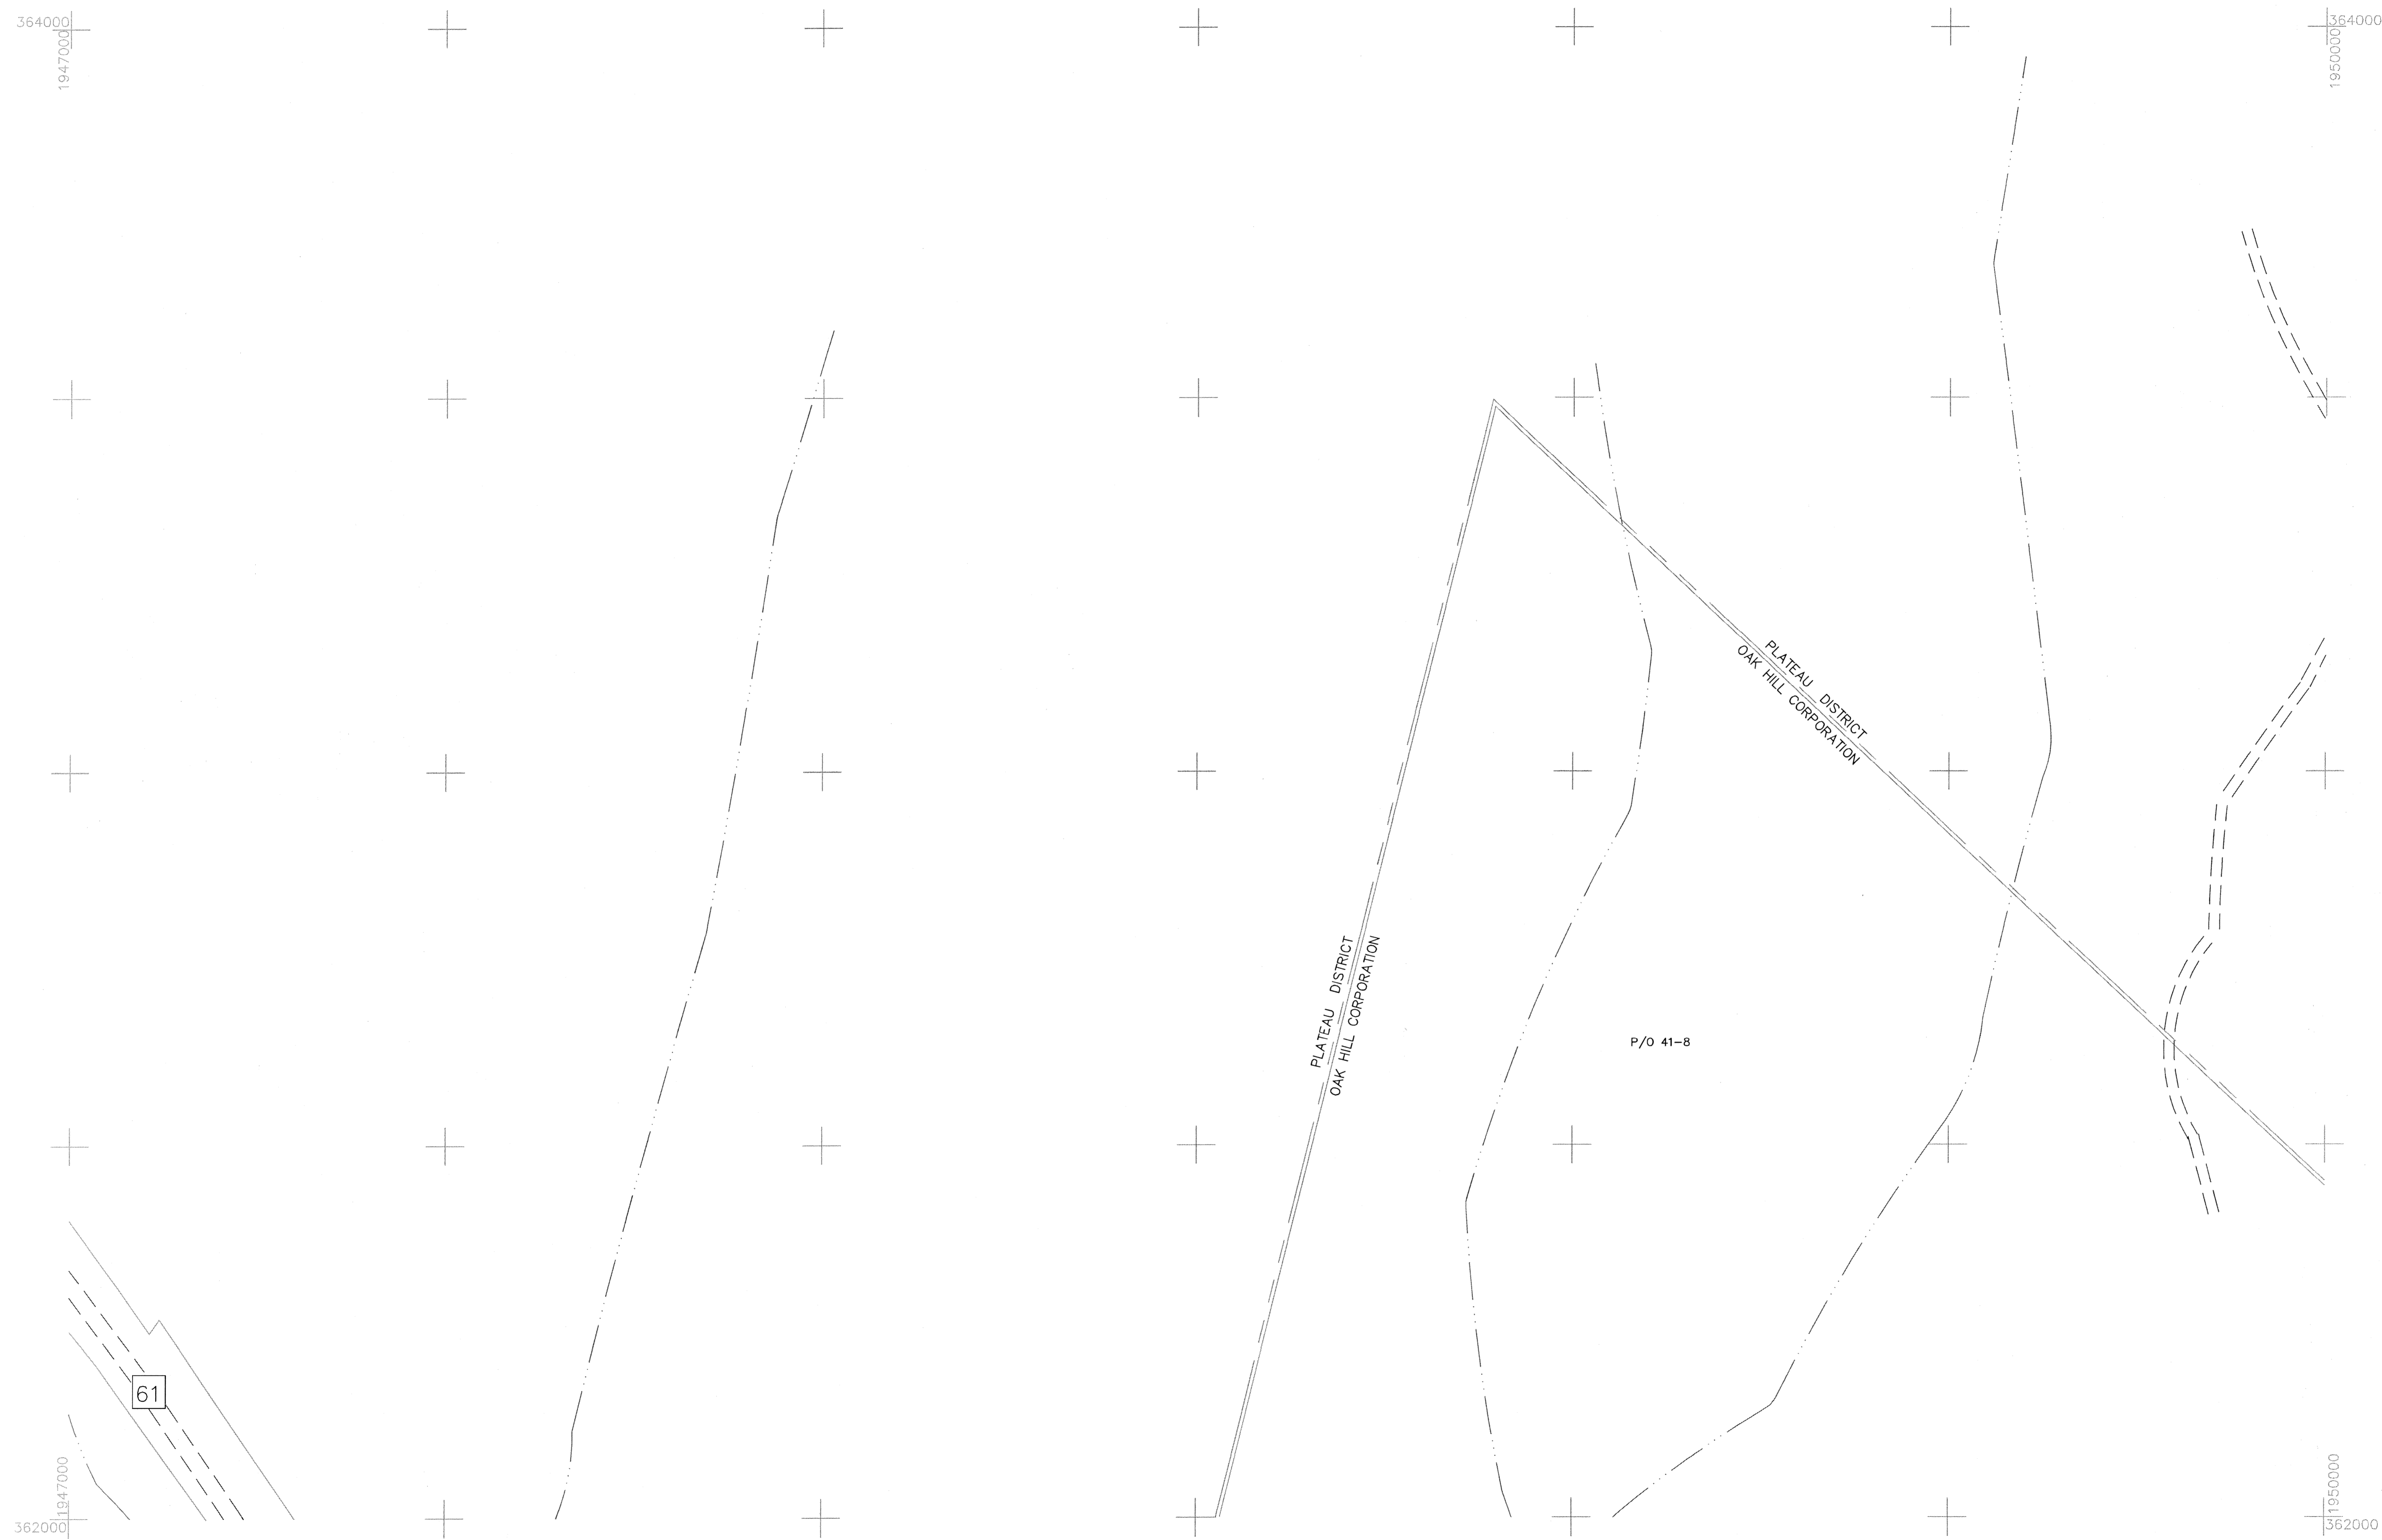 364000
1947000
364000
1950000
PLATEAU DISTRICT
OAK HILL CORPORATION
PLATEAU DISTRICT
OAK HILL CORPORATION
P/O 41-8
61
1947000
362000
1950000
362000